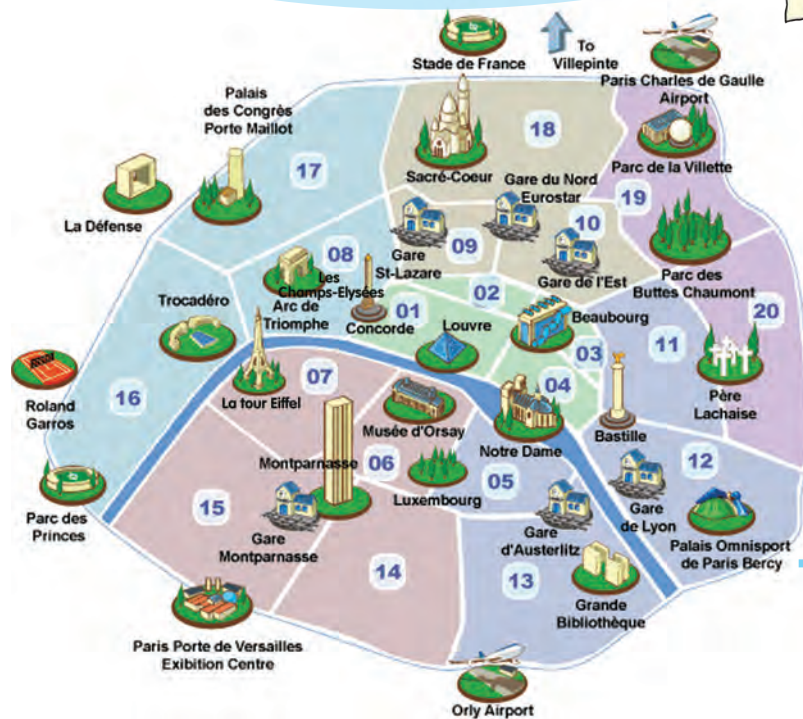 Stade de France
To
Villepinte
Paris Charles de Gaulle
Airport
Palais
des Congrès
Porte Maillot
18
17
Parc de la Villette
Sacré-Coeur
Gare du Nord
Eurostar
La Défense
19
10
09
08
Gare
St-Lazare
Gare de l'Est
Parc des
Buttes Chaumont
Les
Champs-Elysées
Arc de
Triomphe
Trocadéro
02
01
Concorde
Louvre
Beaubourg
20
11
03
Père
Lachaise
16
07
04
Roland
Garros
La tour Eiffel
Musée d'Orsay
Notre Dame
Bastille
Montparnasse
06
05
12
Luxembourg
15
Parc des
Princes
Gare
Montparnasse
Gare
d'Austerlitz
Gare
de Lyon
Palais Omnisport
de Paris Bercy
14
13
Grande
Bibliothèque
Paris Porte de Versailles
Exibition Centre
Orly Airport